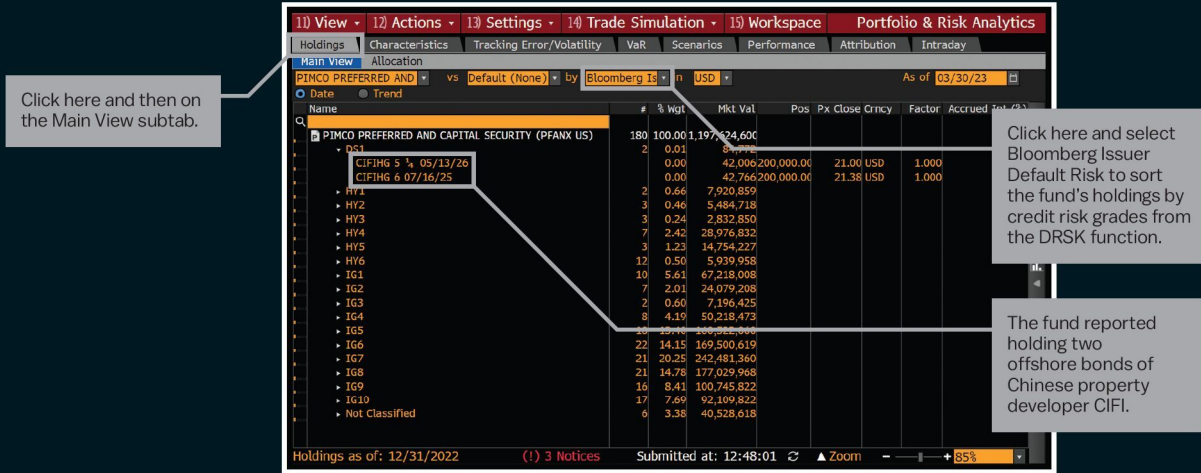 11) View 12) Actions 13) Settings 14) Trade Simulation 15) Workspace Portfolio & Risk Analytics
Holdings Characteristics Tracking Error/Volatility VaR Scenarios Performance Attribution Intraday
Main View Allocation
PIMCO PREFERRED AND vs Default (None) by Bloomberg Is in USD As of 03/30/23
Date Trend
Name # % Wgt Mkt Val Pos Px Close Crncy Factor Accrued Int (%)
PIMCO PREFERRED AND CAPITAL SECURITY (PFANX US) 180 100.00 1,197,624,600
DS1 2 0.01 84,772
CIFIHG 5 ¼ 05/13/26 0.00 42,006 200,000.00 21.00 USD 1.000
CIFIHG 6 07/16/25 0.00 42,766 200,000.00 21.38 USD 1.000
HY1 2 0.66 7,920,859
HY2 3 0.46 5,484,718
HY3 3 0.24 2,832,850
HY4 7 2.42 28,976,832
HY5 3 1.23 14,754,227
HY6 12 0.50 5,939,958
IG1 10 5.61 67,218,008
IG2 7 2.01 24,079,208
IG3 2 0.60 7,196,425
IG4 8 4.19 50,218,473
IG5
IG6 22 14.15 169,500,619
IG7 21 20.25 242,481,360
IG8 21 14.78 177,029,968
IG9 16 8.41 100,745,822
IG10 17 7.69 92,109,822
Not Classified 6 3.38 40,528,618
Holdings as of: 12/31/2022 (!) 3 Notices Submitted at: 12:48:01 Zoom - + 85%
Click here and then on
the Main View subtab.
Click here and select
Bloomberg Issuer
Default Risk to sort
the fund's holdings by
credit risk grades from
the DRSK function.
The fund reported
holding two
offshore bonds of
Chinese property
developer CIFI.